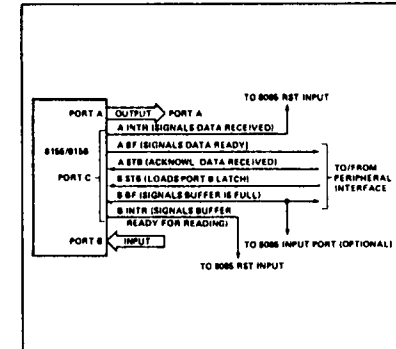 TO 8085 RST INPUT
PORT A
OUTPUT
PORT A
A INTR (SIGNALS DATA RECEIVED)
8155/8156
A BF (SIGNALS DATA READY)
A STB (ACKNOWL DATA RECEIVED)
TO/FROM
PORT C
B STB (LOADS PORT B LATCH)
PERIPHERAL
INTERFACE
B BF (SIGNALS BUFFER IS FULL)
B INTR (SIGNALS BUFFER
READY FOR READING)
PORT B
INPUT
TO 8085 INPUT PORT (OPTIONAL)
TO 8085 RST INPUT